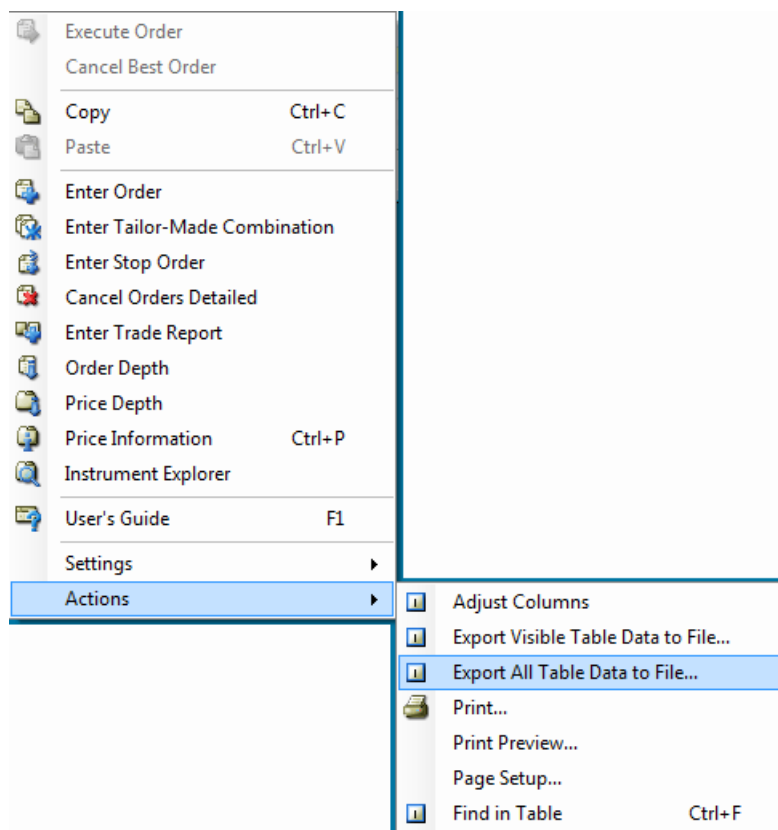 Execute Order
Cancel Best Order
Copy Ctrl+C
Paste Ctrl+V
Enter Order
Enter Tailor-Made Combination
Enter Stop Order
Cancel Orders Detailed
Enter Trade Report
Order Depth
Price Depth
Price Information Ctrl+P
Instrument Explorer
User's Guide F1
Settings
Actions
Adjust Columns
Export Visible Table Data to File...
Export All Table Data to File...
Print...
Print Preview...
Page Setup...
Find in Table Ctrl+F